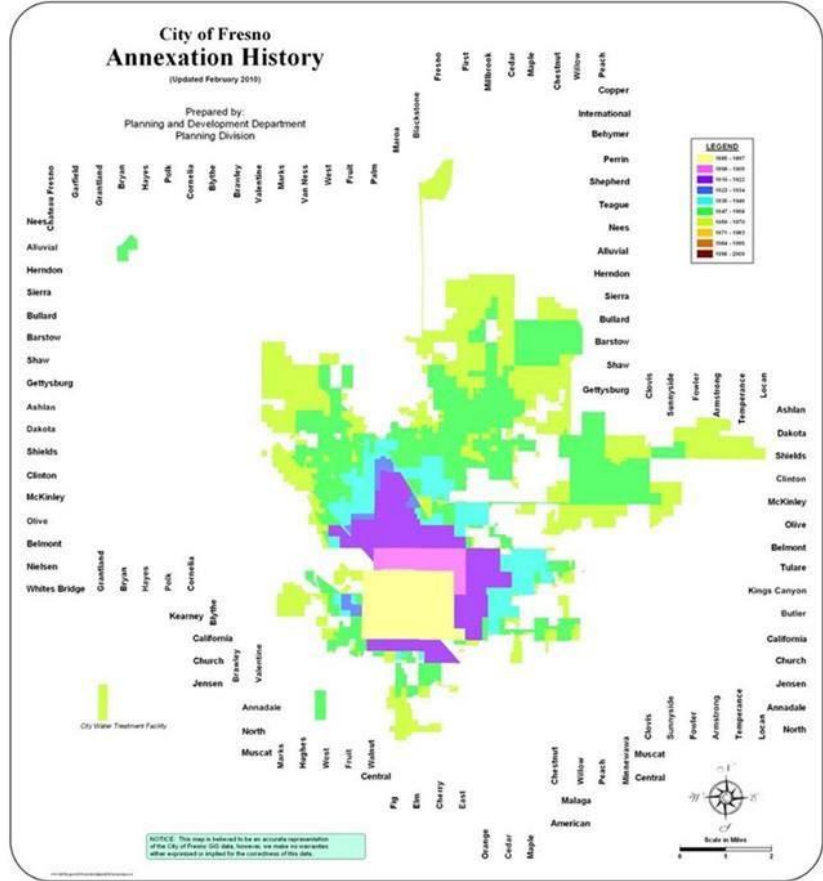 City of Fresno
Annexation History
(Updated February 2010)
Prepared by:
Planning and Development Department
Planning Division
Maroa
Blackstone
Fresno
First
Millbrook
Cedar
Maple
Chestnut
Willow
Peach
Copper
International
Behymer
Perrin
Shepherd
Teague
Nees
Alluvial
Herndon
Sierra
Bullard
Barstow
Shaw
Gettysburg
LEGEND
Chateau Fresno
Garfield
Grantland
Bryan
Hayes
Polk
Cornelia
Blythe
Brawley
Valentine
Marks
Van Ness
West
Fruit
Palm
Nees
Alluvial
Herndon
Sierra
Bullard
Barstow
Shaw
Gettysburg
Ashlan
Dakota
Shields
Clinton
McKinley
Olive
Belmont
Nielsen
Whites Bridge
Clovis
Sunnyside
Fowler
Armstrong
Temperance
Locan
Ashlan
Dakota
Shields
Clinton
McKinley
Olive
Belmont
Tulare
Kings Canyon
Butler
California
Church
Jensen
Annadale
North
Grantland
Bryan
Hayes
Polk
Cornelia
Kearney
Blythe
California
Church
Jensen
Brawley
Valentine
Annadale
North
Muscat
City Water Treatment Facility
Marks
Hughes
West
Fruit
Walnut
Central
Fig
Elm
Cherry
East
Orange
Cedar
Maple
Chestnut
Willow
Peach
Minnewawa
Malaga
American
Clovis
Sunnyside
Fowler
Armstrong
Temperance
Locan
Muscat
Central
NOTICE: This map is believed to be an accurate representation
of the City of Fresno GIS data, however, we make no warranties
either expressed or implied for the correctness of this data.
Scale in Miles
0 1 2